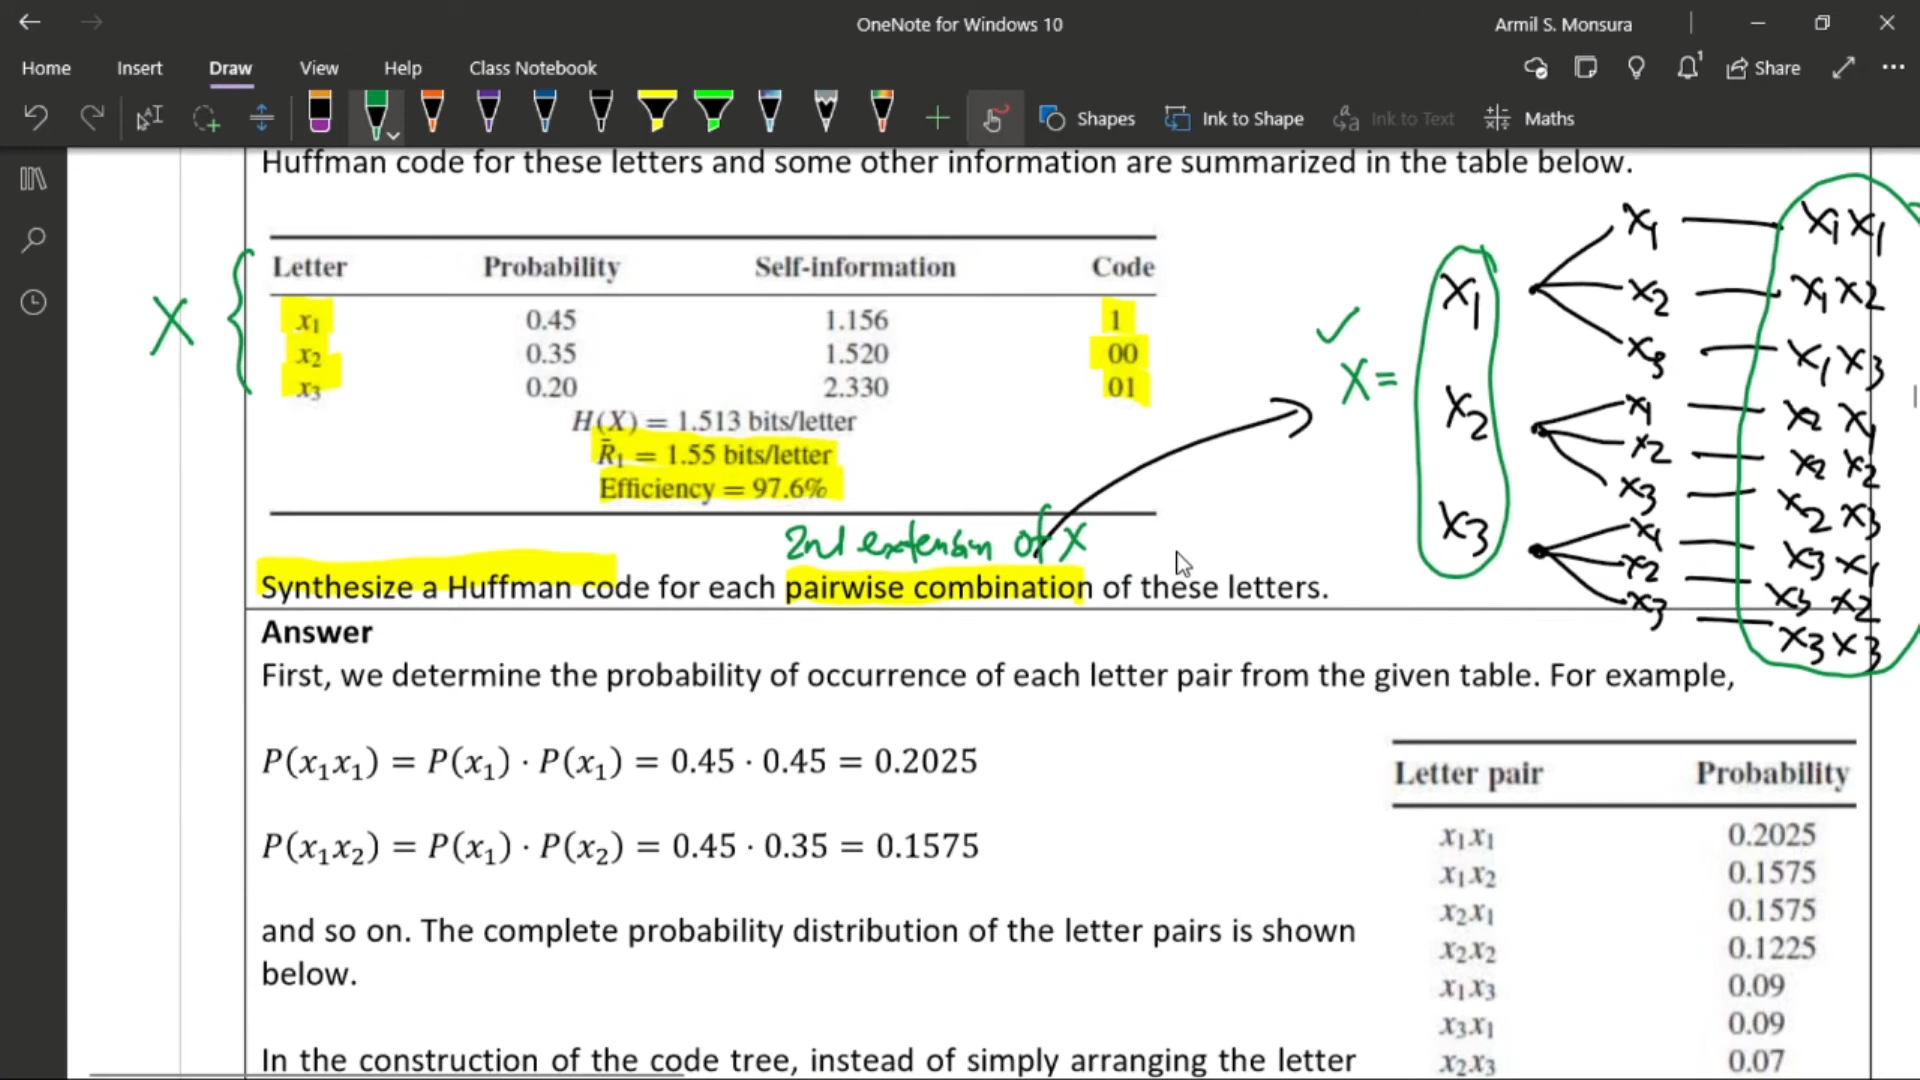 OneNote for Windows 10
Armil S. Monsura
Home Insert Draw View Help Class Notebook
1 Share
Shapes Ink to Shape Ink to Text Maths
Huffman code for these letters and some other information are summarized in the table below.
X
Letter Probability Self-information Code
x₁ 0.45 1.156 1
x₂ 0.35 1.520 00
x₃ 0.20 2.330 01
H(X) = 1.513 bits/letter
R̄₁ = 1.55 bits/letter
Efficiency = 97.6%
2nd extension of X
Synthesize a Huffman code for each pairwise combination of these letters.
X =
x₁ x₁ x₁x₁
x₂ x₁x₂
x₃ x₁x₃
x₂ x₁ x₂x₁
x₂ x₂x₂
x₃ x₂x₃
x₃ x₁ x₃x₁
x₂ x₃x₂
x₃ x₃x₃
Answer
First, we determine the probability of occurrence of each letter pair from the given table. For example,
P(x₁x₁) = P(x₁) · P(x₁) = 0.45 · 0.45 = 0.2025
P(x₁x₂) = P(x₁) · P(x₂) = 0.45 · 0.35 = 0.1575
and so on. The complete probability distribution of the letter pairs is shown
below.
In the construction of the code tree, instead of simply arranging the letter
Letter pair Probability
x₁x₁ 0.2025
x₁x₂ 0.1575
x₂x₁ 0.1575
x₂x₂ 0.1225
x₁x₃ 0.09
x₃x₁ 0.09
x₂x₃ 0.07